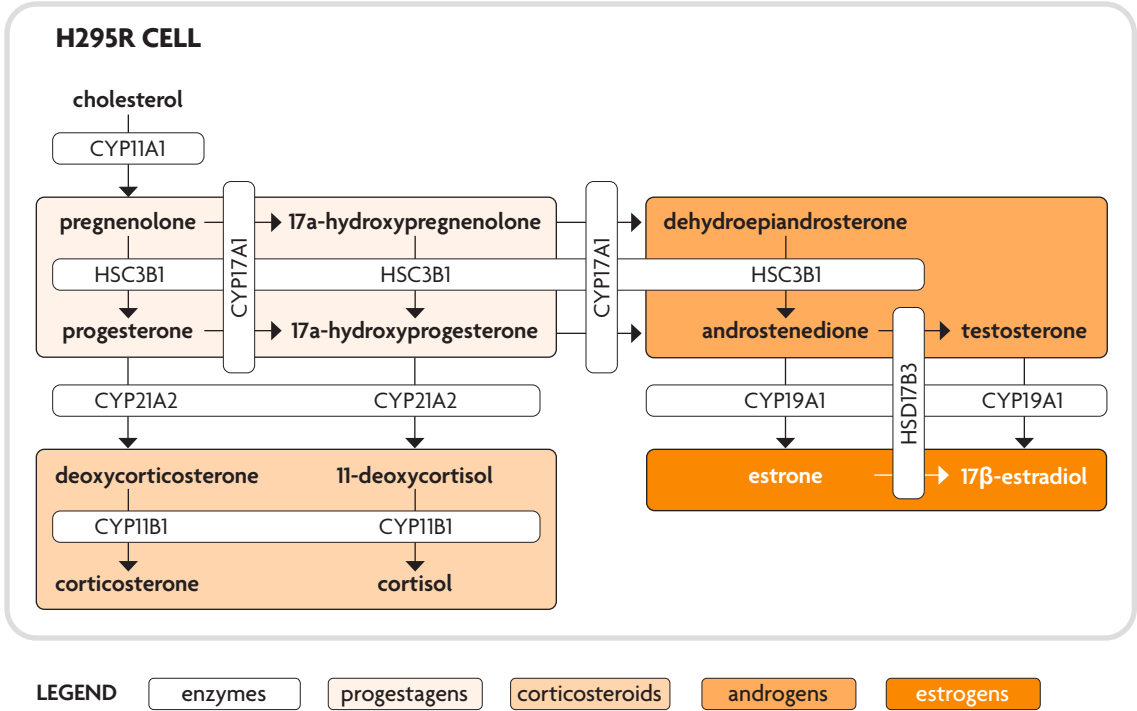 H295R CELL
cholesterol
CYP11A1
pregnenolone
17a-hydroxypregnenolone
dehydroepiandrosterone
CYP17A1
CYP17A1
HSC3B1
HSC3B1
HSC3B1
progesterone
17a-hydroxyprogesterone
androstenedione
testosterone
HSD17B3
CYP21A2
CYP21A2
CYP19A1
CYP19A1
deoxycorticosterone
11-deoxycortisol
estrone
17β-estradiol
CYP11B1
CYP11B1
corticosterone
cortisol
LEGEND
enzymes
progestagens
corticosteroids
androgens
estrogens